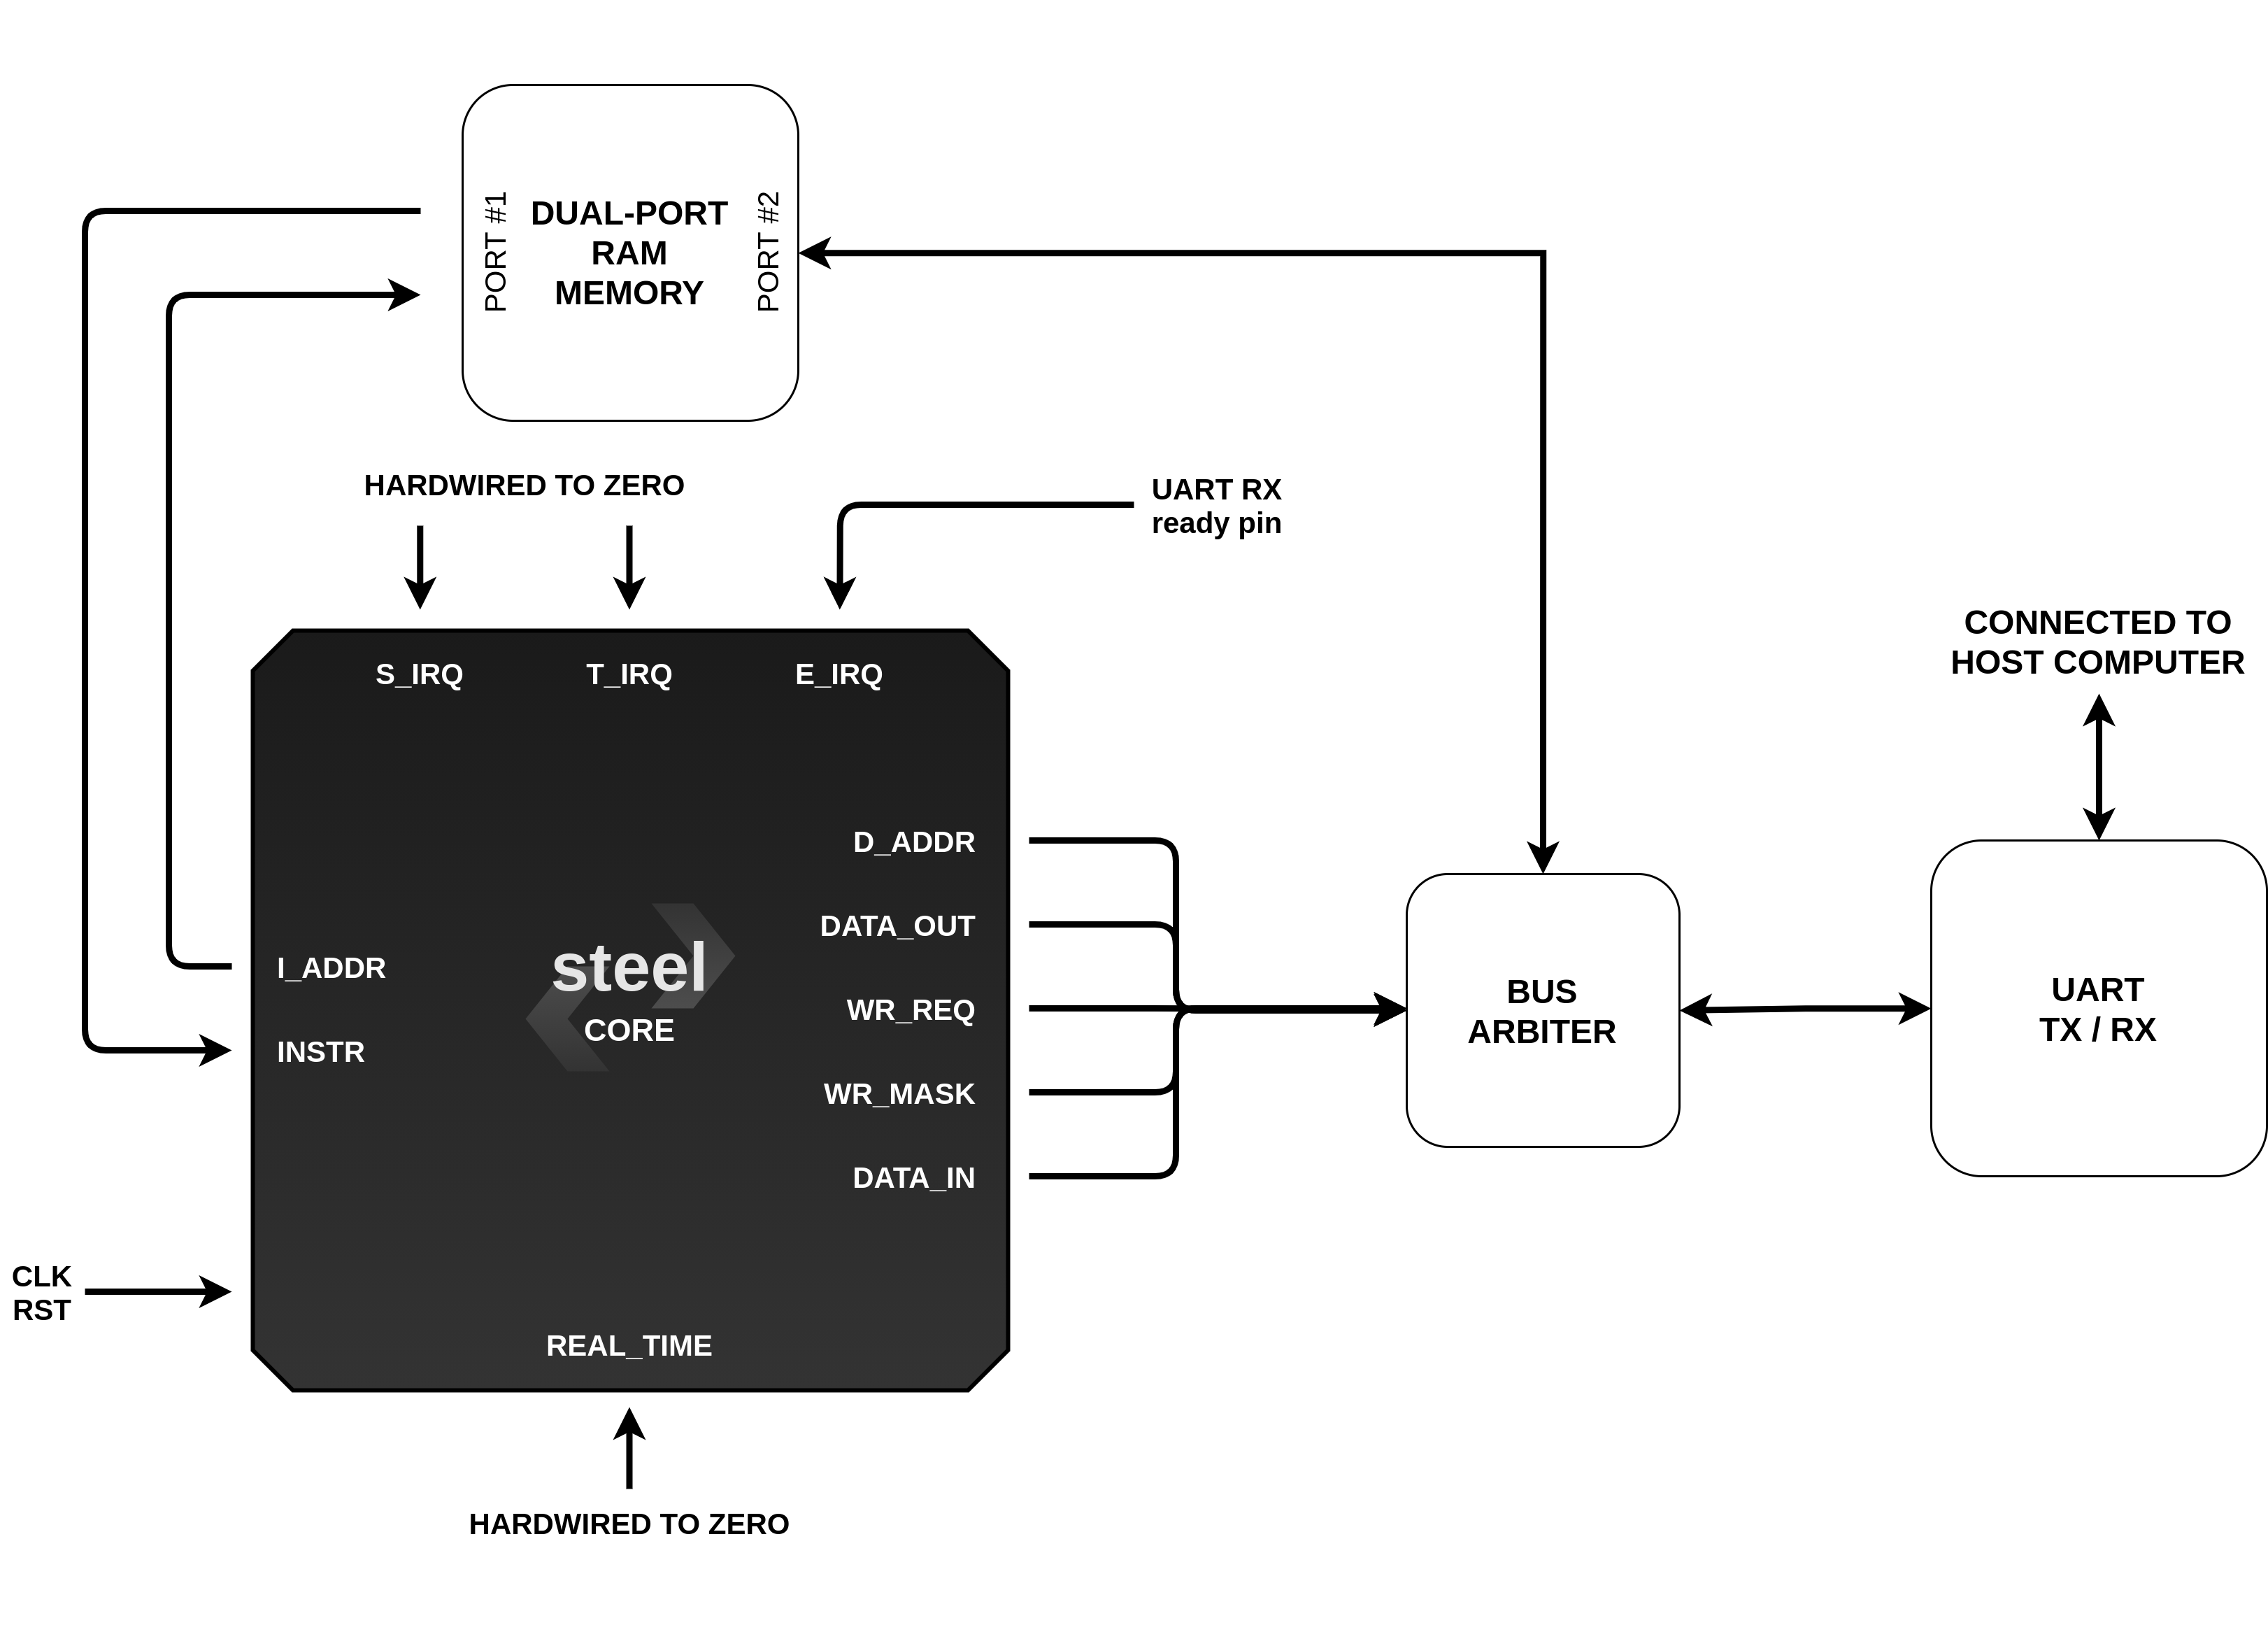 PORT #1
DUAL-PORT
RAM
MEMORY
PORT #2
HARDWIRED TO ZERO
UART RX
ready pin
CONNECTED TO
HOST COMPUTER
S_IRQ
T_IRQ
E_IRQ
D_ADDR
DATA_OUT
I_ADDR
steel
CORE
WR_REQ
INSTR
WR_MASK
DATA_IN
BUS
ARBITER
UART
TX / RX
CLK
RST
REAL_TIME
HARDWIRED TO ZERO